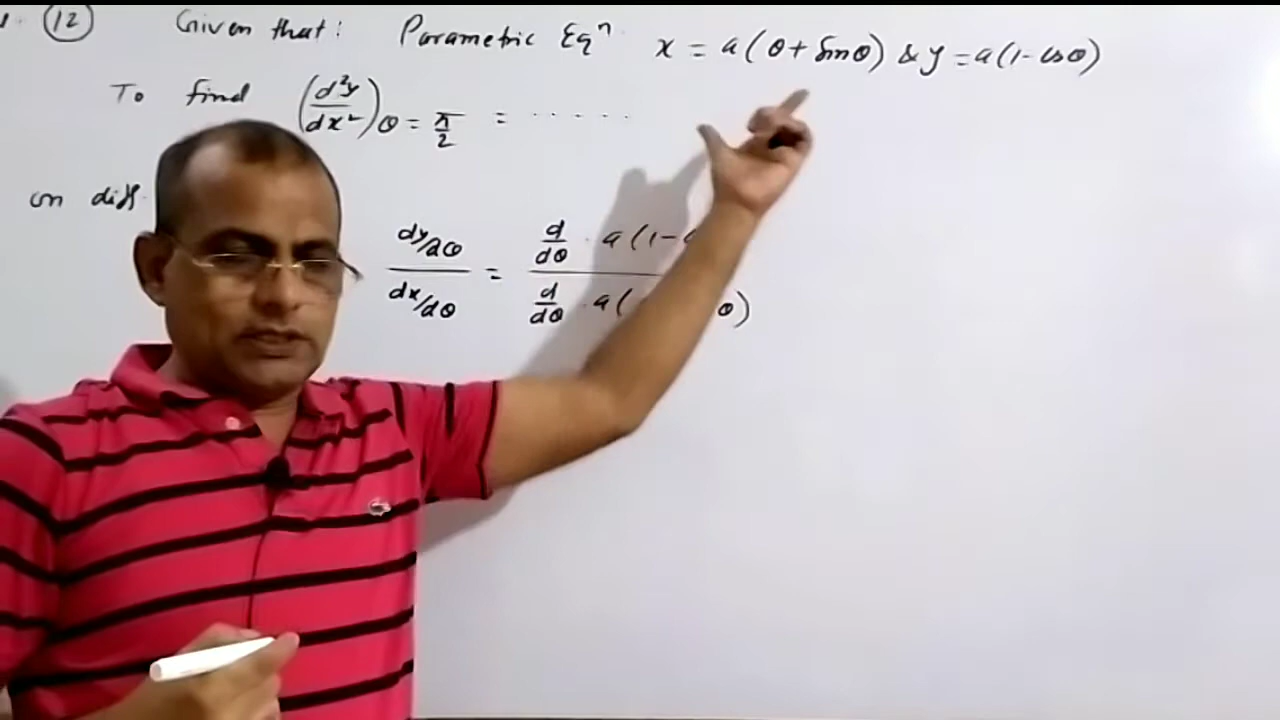 (12) Given that: Parametric Eqⁿ x = a(θ + Sinθ) & y = a(1 - cosθ)
To find (d²y/dx²)θ = π/2 = ......
on diff.
dy/dθ / dx/dθ = d/dθ · a(1 - / d/dθ · a( θ)